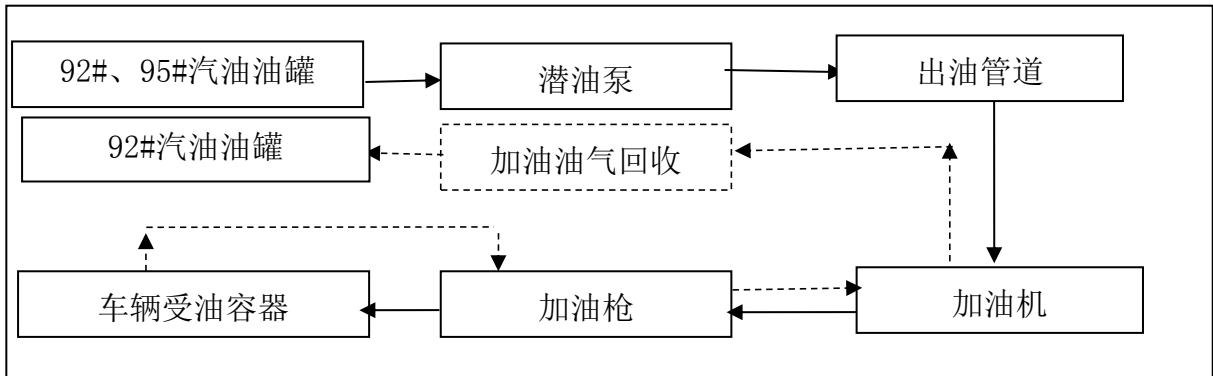 92#、95#汽油油罐
潜油泵
出油管道
92#汽油油罐
加油油气回收
车辆受油容器
加油枪
加油机